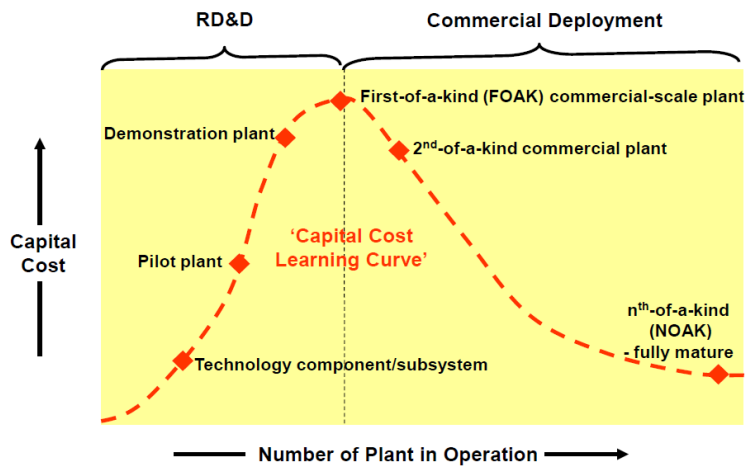 RD&D
Commercial Deployment
First-of-a-kind (FOAK) commercial-scale plant
Demonstration plant
2nd-of-a-kind commercial plant
Capital
Cost
‘Capital Cost
Learning Curve’
Pilot plant
nth-of-a-kind
(NOAK)
- fully mature
Technology component/subsystem
Number of Plant in Operation